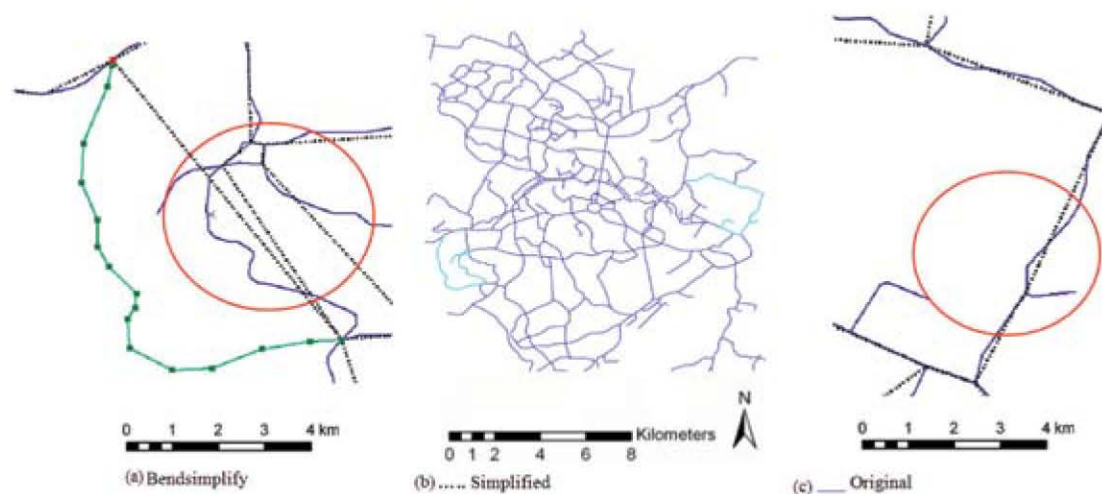 0 1 2 3 4 km
(a) Bendsimplify
N
0 1 2 4 6 8 Kilometers
(b) ..... Simplified
0 1 2 3 4 km
(c) ___ Original